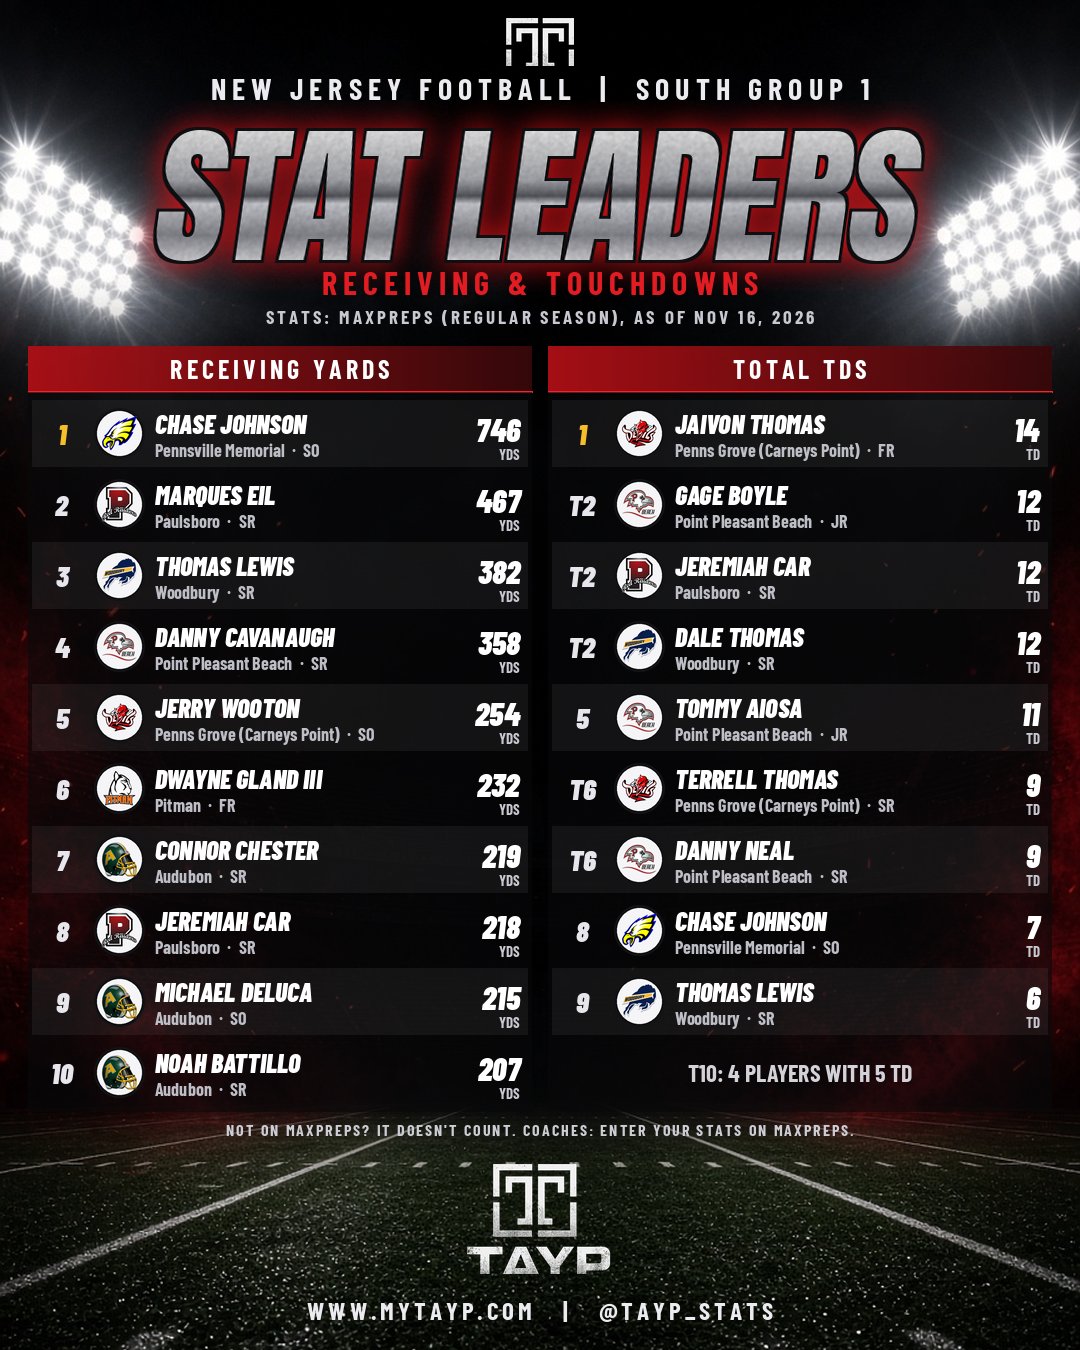 NEW JERSEY FOOTBALL | SOUTH GROUP 1
STAT LEADERS
RECEIVING & TOUCHDOWNS
STATS: MAXPREPS (REGULAR SEASON), AS OF NOV 16, 2026
RECEIVING YARDS
1 CHASE JOHNSON 746
Pennsville Memorial · SO YDS
2 MARQUES EIL 467
Paulsboro · SR YDS
3 THOMAS LEWIS 382
Woodbury · SR YDS
4 DANNY CAVANAUGH 358
Point Pleasant Beach · SR YDS
5 JERRY WOOTON 254
Penns Grove (Carneys Point) · SO YDS
6 DWAYNE GLAND III 232
Pitman · FR YDS
7 CONNOR CHESTER 219
Audubon · SR YDS
8 JEREMIAH CAR 218
Paulsboro · SR YDS
9 MICHAEL DELUCA 215
Audubon · SO YDS
10 NOAH BATTILLO 207
Audubon · SR YDS
TOTAL TDS
1 JAIVON THOMAS 14
Penns Grove (Carneys Point) · FR TD
T2 GAGE BOYLE 12
Point Pleasant Beach · JR TD
T2 JEREMIAH CAR 12
Paulsboro · SR TD
T2 DALE THOMAS 12
Woodbury · SR TD
5 TOMMY AIOSA 11
Point Pleasant Beach · JR TD
T6 TERRELL THOMAS 9
Penns Grove (Carneys Point) · SR TD
T6 DANNY NEAL 9
Point Pleasant Beach · SR TD
8 CHASE JOHNSON 7
Pennsville Memorial · SO TD
9 THOMAS LEWIS 6
Woodbury · SR TD
T10: 4 PLAYERS WITH 5 TD
NOT ON MAXPREPS? IT DOESN'T COUNT. COACHES: ENTER YOUR STATS ON MAXPREPS.
TAYP
WWW.MYTAYP.COM | @TAYP_STATS